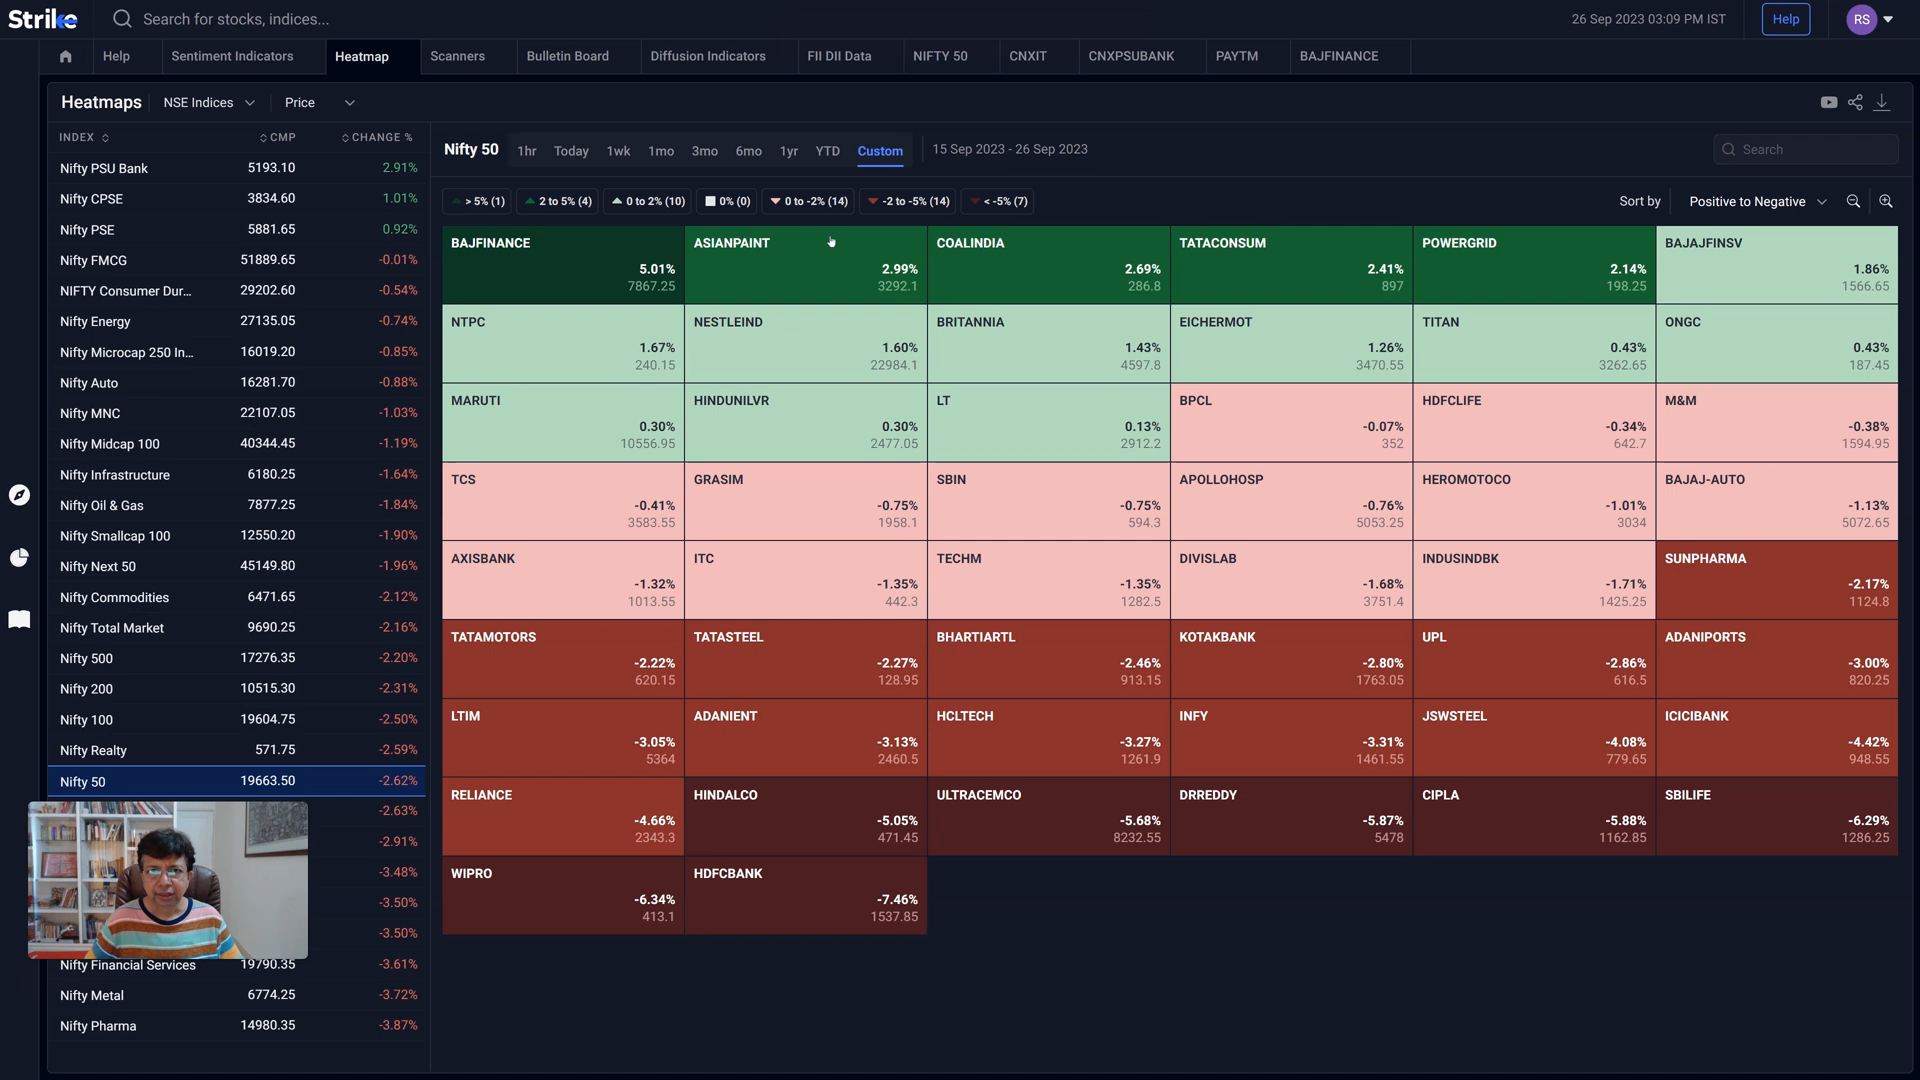 Strike
Search for stocks, indices...
26 Sep 2023 03:09 PM IST
Help
RS
Help
Sentiment Indicators
Heatmap
Scanners
Bulletin Board
Diffusion Indicators
FII DII Data
NIFTY 50
CNXIT
CNXPSUBANK
PAYTM
BAJFINANCE
Heatmaps
NSE Indices
Price
INDEX CMP CHANGE %
Nifty PSU Bank 5193.10 2.91%
Nifty CPSE 3834.60 1.01%
Nifty PSE 5881.65 0.92%
Nifty FMCG 51889.65 -0.01%
NIFTY Consumer Dur... 29202.60 -0.54%
Nifty Energy 27135.05 -0.74%
Nifty Microcap 250 In... 16019.20 -0.85%
Nifty Auto 16281.70 -0.88%
Nifty MNC 22107.05 -1.03%
Nifty Midcap 100 40344.45 -1.19%
Nifty Infrastructure 6180.25 -1.64%
Nifty Oil & Gas 7877.25 -1.84%
Nifty Smallcap 100 12550.20 -1.90%
Nifty Next 50 45149.80 -1.96%
Nifty Commodities 6471.65 -2.12%
Nifty Total Market 9690.25 -2.16%
Nifty 500 17276.35 -2.20%
Nifty 200 10515.30 -2.31%
Nifty 100 19604.75 -2.50%
Nifty Realty 571.75 -2.59%
Nifty 50 19663.50 -2.62%
-2.63%
-2.91%
-3.48%
-3.50%
-3.50%
Nifty Financial Services 19790.35 -3.61%
Nifty Metal 6774.25 -3.72%
Nifty Pharma 14980.35 -3.87%
Nifty 50 1hr Today 1wk 1mo 3mo 6mo 1yr YTD Custom 15 Sep 2023 - 26 Sep 2023
Search
> 5% (1) 2 to 5% (4) 0 to 2% (10) 0% (0) 0 to -2% (14) -2 to -5% (14) < -5% (7)
Sort by Positive to Negative
BAJFINANCE ASIANPAINT COALINDIA TATACONSUM POWERGRID BAJAJFINSV
5.01% 2.99% 2.69% 2.41% 2.14% 1.86%
7867.25 3292.1 286.8 897 198.25 1566.65
NTPC NESTLEIND BRITANNIA EICHERMOT TITAN ONGC
1.67% 1.60% 1.43% 1.26% 0.43% 0.43%
240.15 22984.1 4597.8 3470.55 3262.65 187.45
MARUTI HINDUNILVR LT BPCL HDFCLIFE M&M
0.30% 0.30% 0.13% -0.07% -0.34% -0.38%
10556.95 2477.05 2912.2 352 642.7 1594.95
TCS GRASIM SBIN APOLLOHOSP HEROMOTOCO BAJAJ-AUTO
-0.41% -0.75% -0.75% -0.76% -1.01% -1.13%
3583.55 1958.1 594.3 5053.25 3034 5072.65
AXISBANK ITC TECHM DIVISLAB INDUSINDBK SUNPHARMA
-1.32% -1.35% -1.35% -1.68% -1.71% -2.17%
1013.55 442.3 1282.5 3751.4 1425.25 1124.8
TATAMOTORS TATASTEEL BHARTIARTL KOTAKBANK UPL ADANIPORTS
-2.22% -2.27% -2.46% -2.80% -2.86% -3.00%
620.15 128.95 913.15 1763.05 616.5 820.25
LTIM ADANIENT HCLTECH INFY JSWSTEEL ICICIBANK
-3.05% -3.13% -3.27% -3.31% -4.08% -4.42%
5364 2460.5 1261.9 1461.55 779.65 948.55
RELIANCE HINDALCO ULTRACEMCO DRREDDY CIPLA SBILIFE
-4.66% -5.05% -5.68% -5.87% -5.88% -6.29%
2343.3 471.45 8232.55 5478 1162.85 1286.25
WIPRO HDFCBANK
-6.34% -7.46%
413.1 1537.85